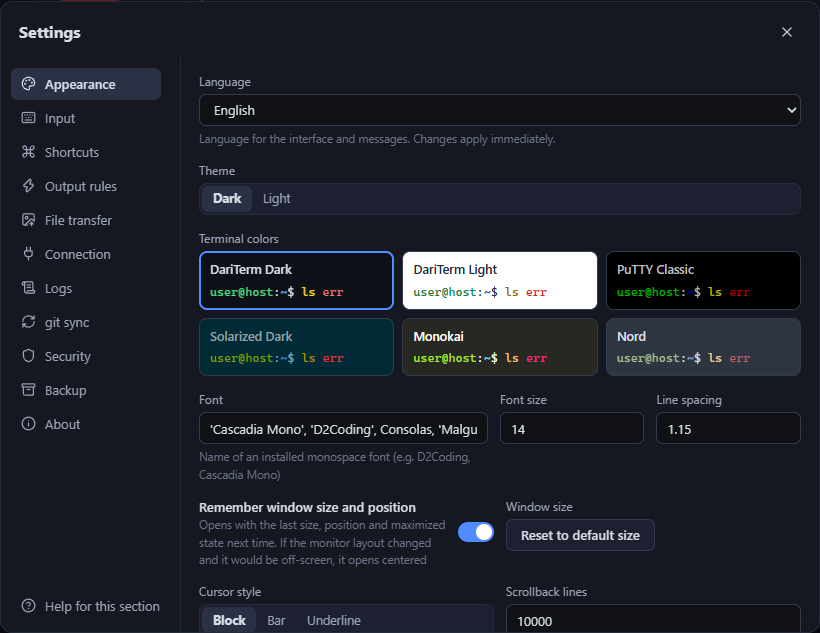 Settings
Appearance
Input
Shortcuts
Output rules
File transfer
Connection
Logs
git sync
Security
Backup
About
Help for this section
Language
English
Language for the interface and messages. Changes apply immediately.
Theme
Dark Light
Terminal colors
DariTerm Dark
user@host:~$ ls err
DariTerm Light
user@host:~$ ls err
PuTTY Classic
user@host:~$ ls err
Solarized Dark
user@host:~$ ls err
Monokai
user@host:~$ ls err
Nord
user@host:~$ ls err
Font
'Cascadia Mono', 'D2Coding', Consolas, 'Malgu
Name of an installed monospace font (e.g. D2Coding,
Cascadia Mono)
Font size
14
Line spacing
1.15
Remember window size and position
Opens with the last size, position and maximized
state next time. If the monitor layout changed
and it would be off-screen, it opens centered
Window size
Reset to default size
Cursor style
Block Bar Underline
Scrollback lines
10000